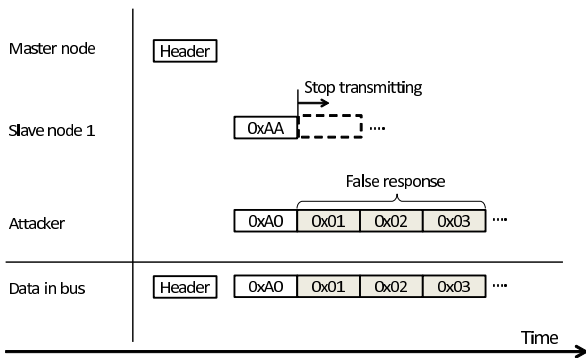 Master node
Header
Stop transmitting
Slave node 1
0xAA
....
False response
Attacker
0xA0 0x01 0x02 0x03 ....
Data in bus
Header 0xA0 0x01 0x02 0x03 ....
Time